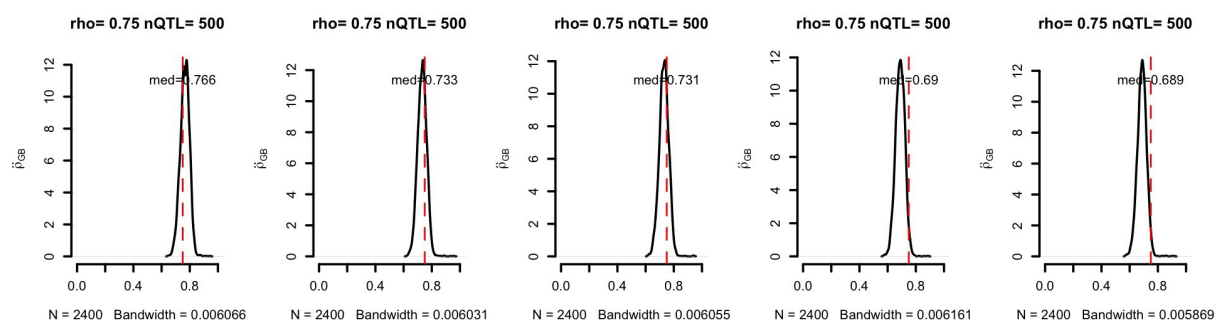 rho= 0.75 nQTL= 500
12
10
8
6
4
2
0
ρ̈GB
med=0.766
0.0 0.4 0.8
N = 2400 Bandwidth = 0.006066
rho= 0.75 nQTL= 500
12
10
8
6
4
2
0
ρ̈GB
med=0.733
0.0 0.4 0.8
N = 2400 Bandwidth = 0.006031
rho= 0.75 nQTL= 500
12
10
8
6
4
2
0
ρ̈GB
med=0.731
0.0 0.4 0.8
N = 2400 Bandwidth = 0.006055
rho= 0.75 nQTL= 500
12
10
8
6
4
2
0
ρ̈GB
med=0.69
0.0 0.4 0.8
N = 2400 Bandwidth = 0.006161
rho= 0.75 nQTL= 500
12
10
8
6
4
2
0
ρ̈GB
med=0.689
0.0 0.4 0.8
N = 2400 Bandwidth = 0.005869